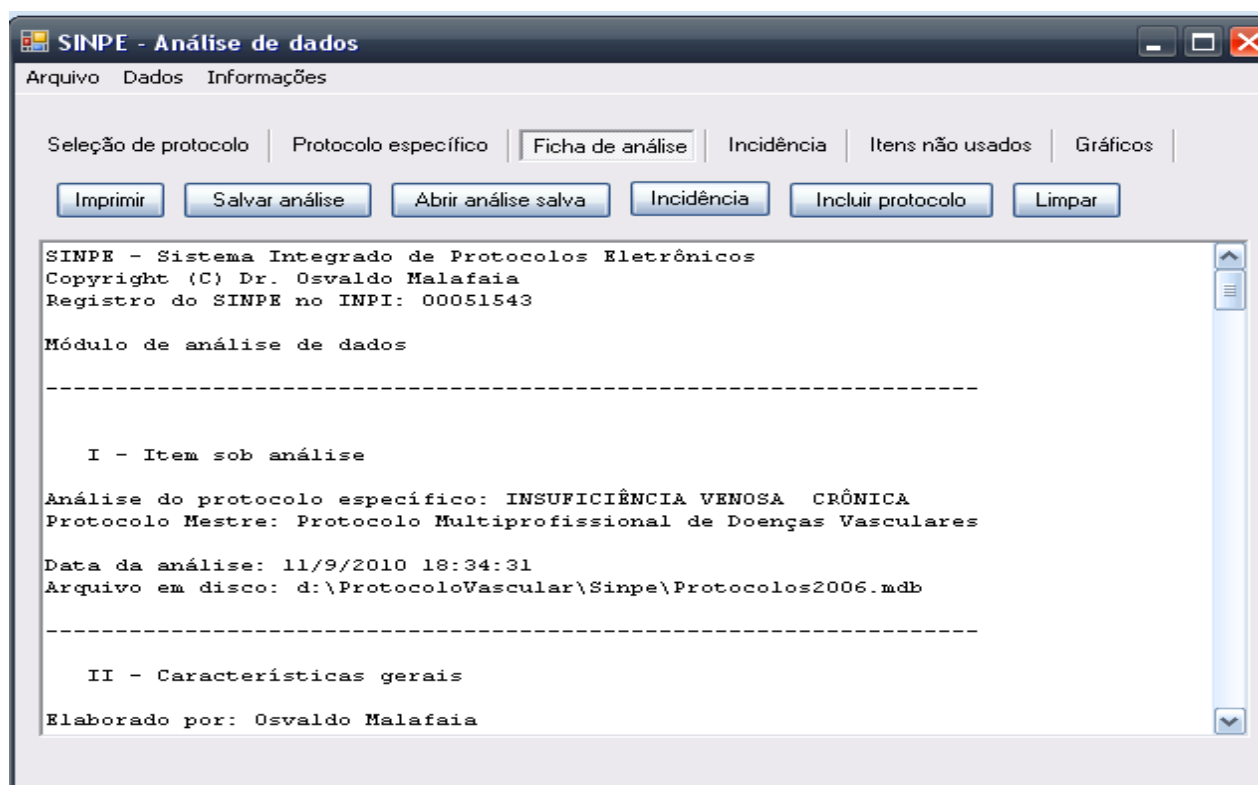 SINPE - Análise de dados
Arquivo Dados Informações
Seleção de protocolo Protocolo específico Ficha de análise Incidência Itens não usados Gráficos
Imprimir Salvar análise Abrir análise salva Incidência Incluir protocolo Limpar
SINPE - Sistema Integrado de Protocolos Eletrônicos
Copyright (C) Dr. Osvaldo Malafaia
Registro do SINPE no INPI: 00051543
Módulo de análise de dados
-------------------------------------------------------------------
I - Item sob análise
Análise do protocolo específico: INSUFICIÊNCIA VENOSA  CRÔNICA
Protocolo Mestre: Protocolo Multiprofissional de Doenças Vasculares
Data da análise: 11/9/2010 18:34:31
Arquivo em disco: d:\ProtocoloVascular\Sinpe\Protocolos2006.mdb
-------------------------------------------------------------------
II - Características gerais
Elaborado por: Osvaldo Malafaia